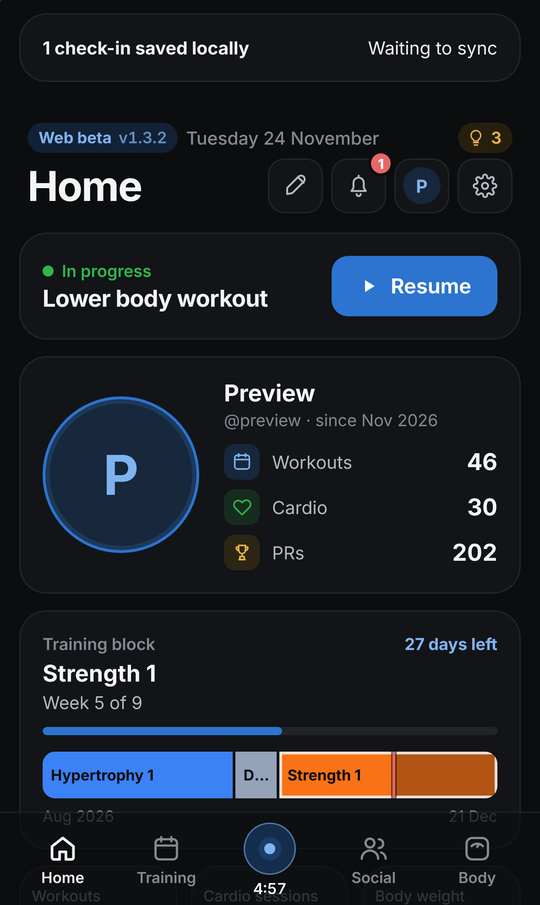 1 check-in saved locally Waiting to sync
Web beta v1.3.2 Tuesday 24 November 3
Home 1 P
In progress
Lower body workout
Resume
P
Preview
@preview · since Nov 2026
Workouts 46
Cardio 30
PRs 202
Training block 27 days left
Strength 1
Week 5 of 9
Hypertrophy 1 D... Strength 1
Aug 2026 21 Dec
Home Training 4:57 Social Body
Workouts Cardio sessions Body weight